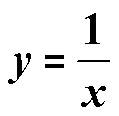 y = 1/x